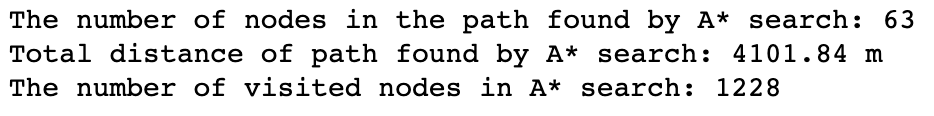 The number of nodes in the path found by A* search: 63
Total distance of path found by A* search: 4101.84 m
The number of visited nodes in A* search: 1228